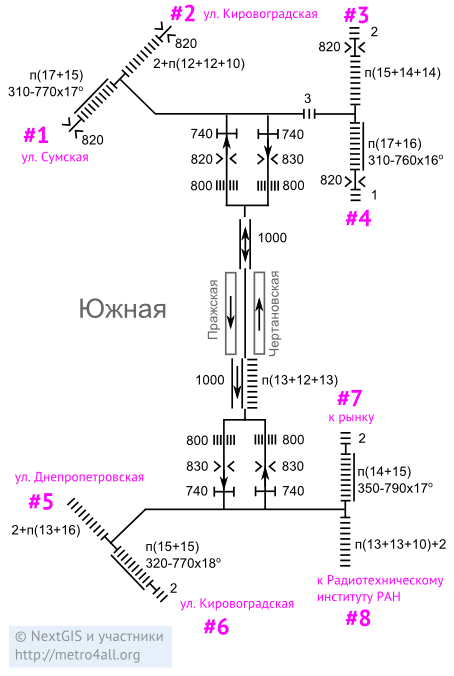 #2 ул. Кировоградская
820
2+п(12+12+10)
п(17+15)
310-770x17°
#1
820
ул. Сумская
#3
2
820
п(15+14+14)
3
740
740
820
830
800
800
п(17+16)
310-760x16°
820
1
#4
1000
Южная
Пражская
Чертановская
1000
п(13+12+13)
800
800
830
830
740
740
#7
к рынку
2
п(14+15)
350-790x17°
ул. Днепропетровская
#5
2+п(13+16)
п(15+15)
320-770x18°
2
ул. Кировоградская
#6
п(13+13+10)+2
к Радиотехническому
институту РАН
#8
© NextGIS и участники
http://metro4all.org